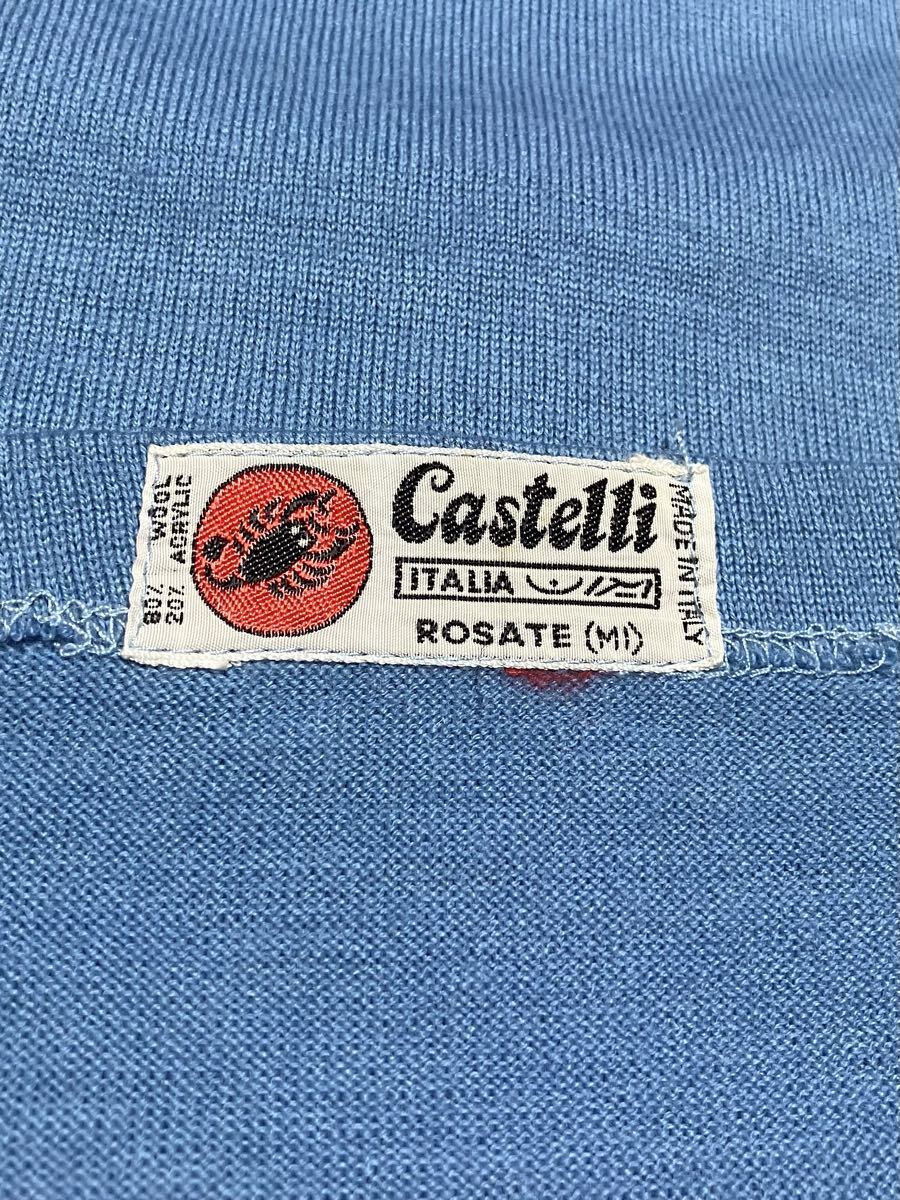 80% WOOL
20% ACRYLIC
Castelli
ITALIA
ROSATE (MI)
MADE IN ITALY